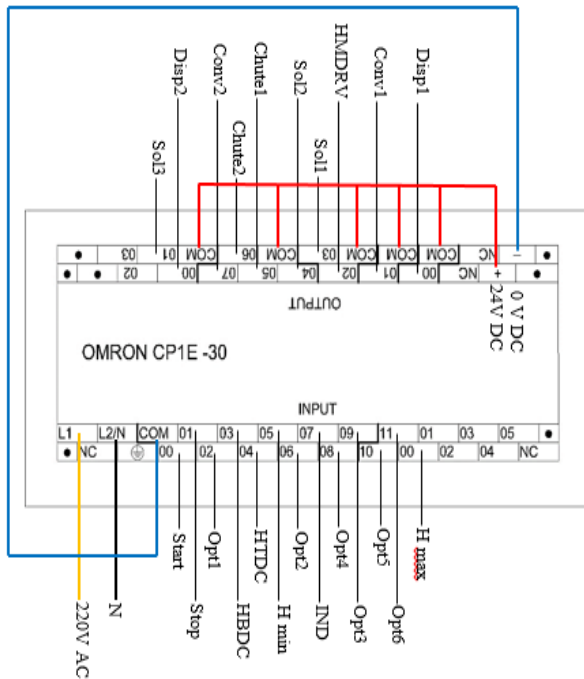 Disp2
Conv2
Chute1
Sol2
HMDRV
Conv1
Disp1
Sol3
Chute2
Sol1
03
01
COM
06
COM
03
COM
COM
COM
NC
-
02
00
07
05
04
02
01
00
NC
+
24V DC
0 V DC
OUTPUT
OMRON CP1E -30
INPUT
L1
L2/N
COM
01
03
05
07
09
11
01
03
05
NC
00
02
04
06
08
10
00
02
04
NC
220V AC
N
Start
Stop
Opt1
HBDC
HTDC
H min
Opt2
IND
Opt4
Opt3
Opt5
Opt6
H max